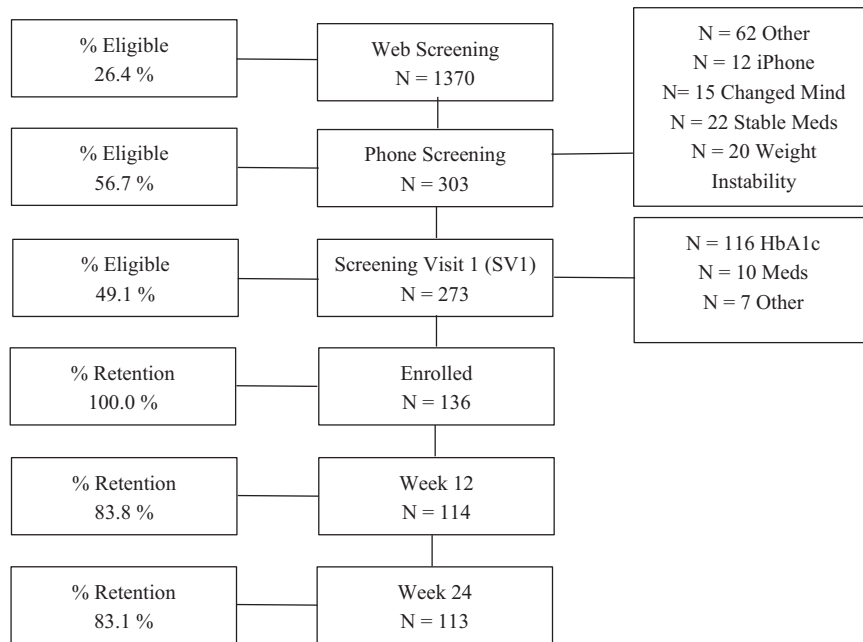 % Eligible
26.4 %
Web Screening
N = 1370
N = 62 Other
N = 12 iPhone
N= 15 Changed Mind
N = 22 Stable Meds
N = 20 Weight
Instability
% Eligible
56.7 %
Phone Screening
N = 303
% Eligible
49.1 %
Screening Visit 1 (SV1)
N = 273
N = 116 HbA1c
N = 10 Meds
N = 7 Other
% Retention
100.0 %
Enrolled
N = 136
% Retention
83.8 %
Week 12
N = 114
% Retention
83.1 %
Week 24
N = 113